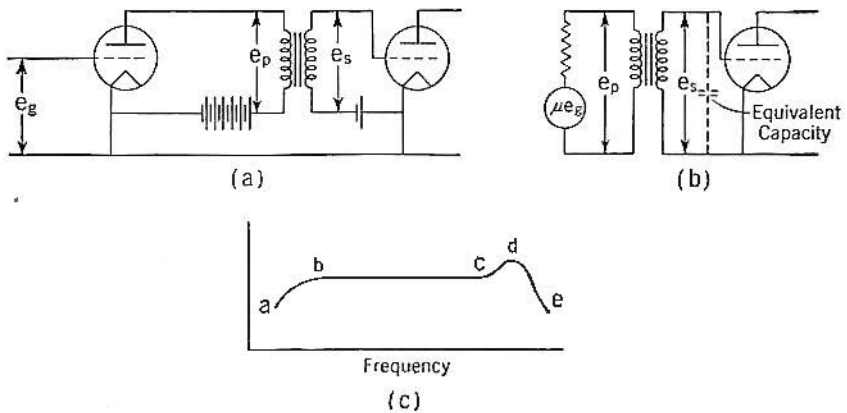 e_g
e_p
e_s
(a)
μe_g
e_p
e_s
Equivalent
Capacity
(b)
a
b
c
d
e
Frequency
(c)